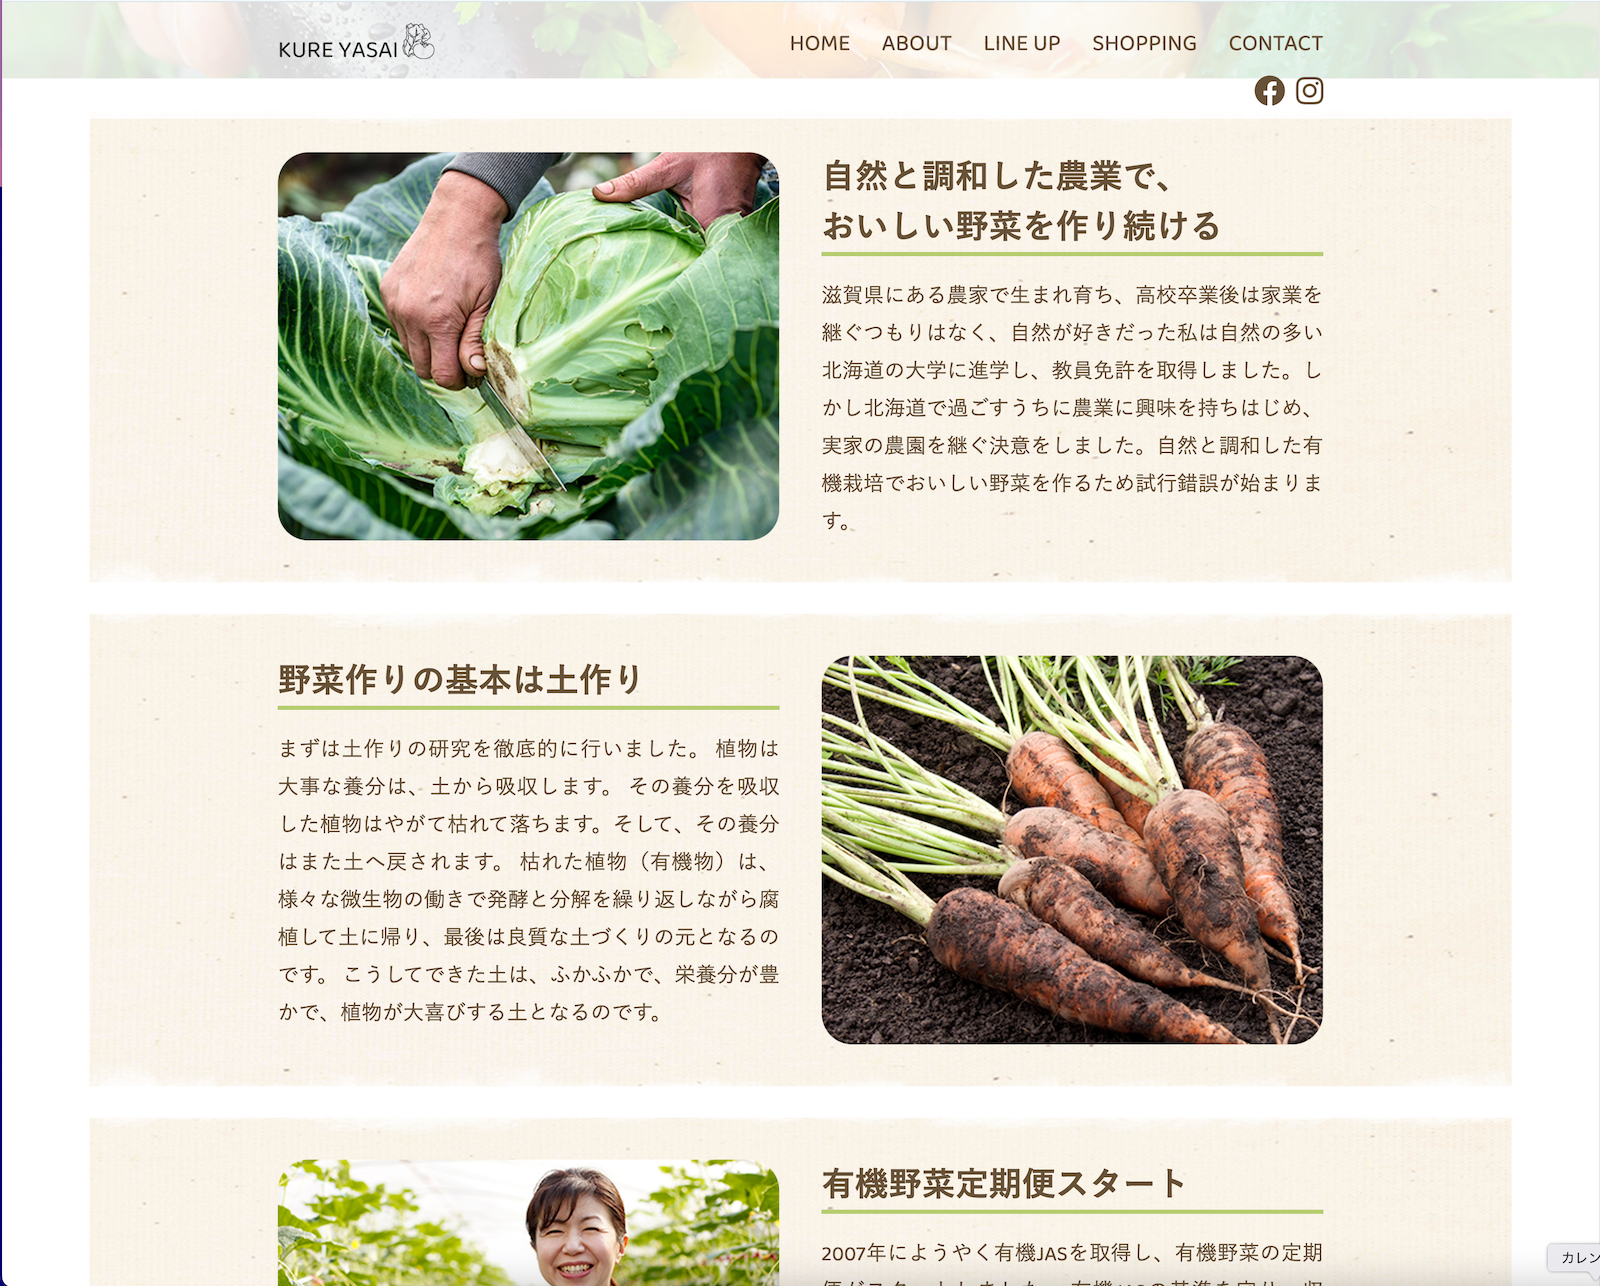 KURE YASAI
HOME ABOUT LINE UP SHOPPING CONTACT
自然と調和した農業で、
おいしい野菜を作り続ける
滋賀県にある農家で生まれ育ち、高校卒業後は家業を
継ぐつもりはなく、自然が好きだった私は自然の多い
北海道の大学に進学し、教員免許を取得しました。し
かし北海道で過ごすうちに農業に興味を持ちはじめ、
実家の農園を継ぐ決意をしました。自然と調和した有
機栽培でおいしい野菜を作るため試行錯誤が始まりま
す。
野菜作りの基本は土作り
まずは土作りの研究を徹底的に行いました。 植物は
大事な養分は、土から吸収します。 その養分を吸収
した植物はやがて枯れて落ちます。そして、その養分
はまた土へ戻されます。 枯れた植物（有機物）は、
様々な微生物の働きで発酵と分解を繰り返しながら腐
植して土に帰り、最後は良質な土づくりの元となるの
です。 こうしてできた土は、ふかふかで、栄養分が豊
かで、植物が大喜びする土となるのです。
有機野菜定期便スタート
2007年にようやく有機JASを取得し、有機野菜の定期
カレン